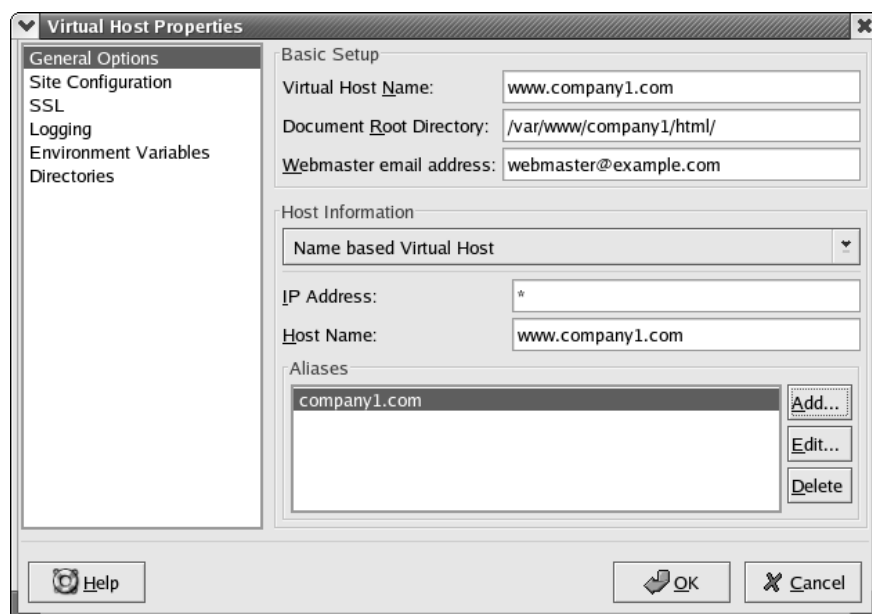 Virtual Host Properties
General Options
Site Configuration
SSL
Logging
Environment Variables
Directories
Basic Setup
Virtual Host Name: www.company1.com
Document Root Directory: /var/www/company1/html/
Webmaster email address: webmaster@example.com
Host Information
Name based Virtual Host
IP Address: *
Host Name: www.company1.com
Aliases
company1.com
Add...
Edit...
Delete
Help
OK
Cancel